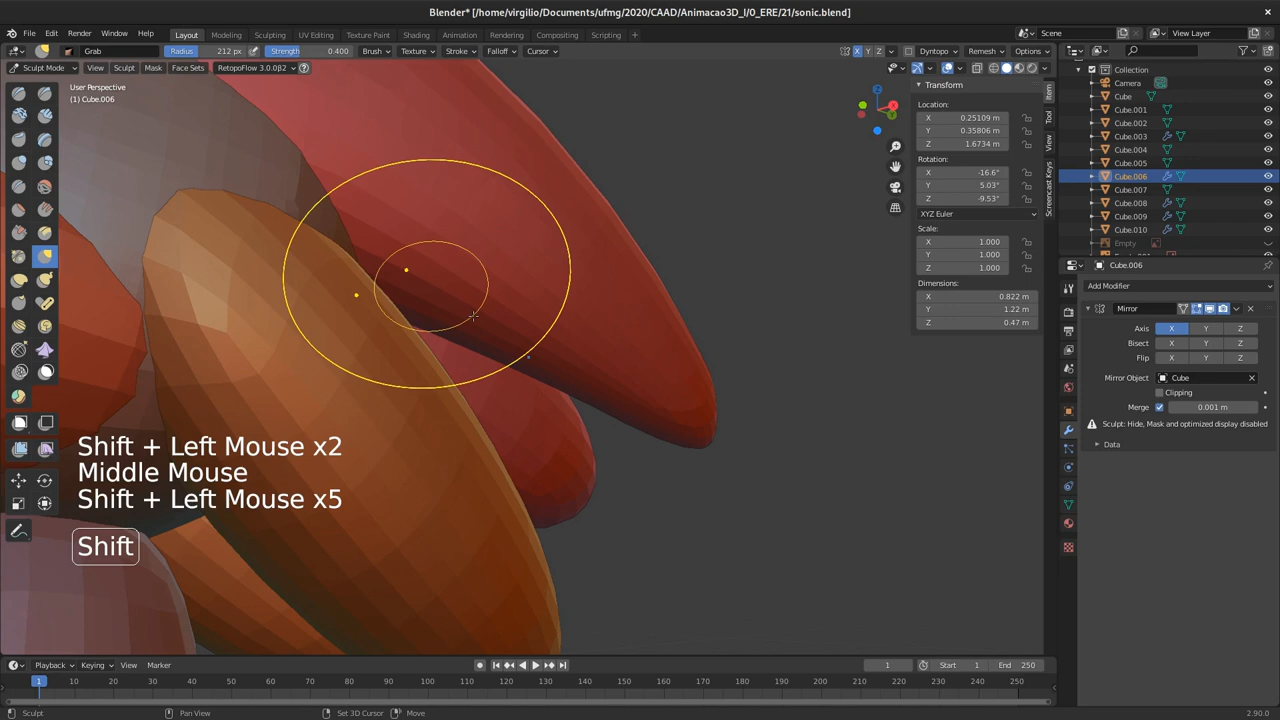 Blender* [/home/virgilio/Documents/ufmg/2020/CAAD/Animacao3D_I/0_ERE/21/sonic.blend]
File Edit Render Window Help Layout Modeling Sculpting UV Editing Texture Paint Shading Animation Rendering Compositing Scripting + Scene View Layer
Grab Radius 212 px Strength 0.400 Brush Texture Stroke Falloff Cursor X Y Z Dyntopo Remesh Options
Sculpt Mode View Sculpt Mask Face Sets RetopoFlow 3.0.0β2
User Perspective
(1) Cube.006
Transform
Location:
X 0.25109 m
Y 0.35806 m
Z 1.6734 m
Rotation:
X -16.6°
Y 5.03°
Z -9.53°
XYZ Euler
Scale:
X 1.000
Y 1.000
Z 1.000
Dimensions:
X 0.822 m
Y 1.22 m
Z 0.47 m
Item
Tool
View
Screencast Keys
Collection
Camera
Cube
Cube.001
Cube.002
Cube.003
Cube.004
Cube.005
Cube.006
Cube.007
Cube.008
Cube.009
Cube.010
Empty
Cube.006
Add Modifier
Mirror
Axis X Y Z
Bisect X Y Z
Flip X Y Z
Mirror Object Cube
Clipping
Merge 0.001 m
Sculpt: Hide, Mask and optimized display disabled
Data
Shift + Left Mouse x2
Middle Mouse
Shift + Left Mouse x5
Shift
Playback Keying View Marker 1 Start 1 End 250
1 10 20 30 40 50 60 70 80 90 100 110 120 130 140 150 160 170 180 190 200 210 220 230 240 250
Sculpt Pan View Set 3D Cursor Move 2.90.0